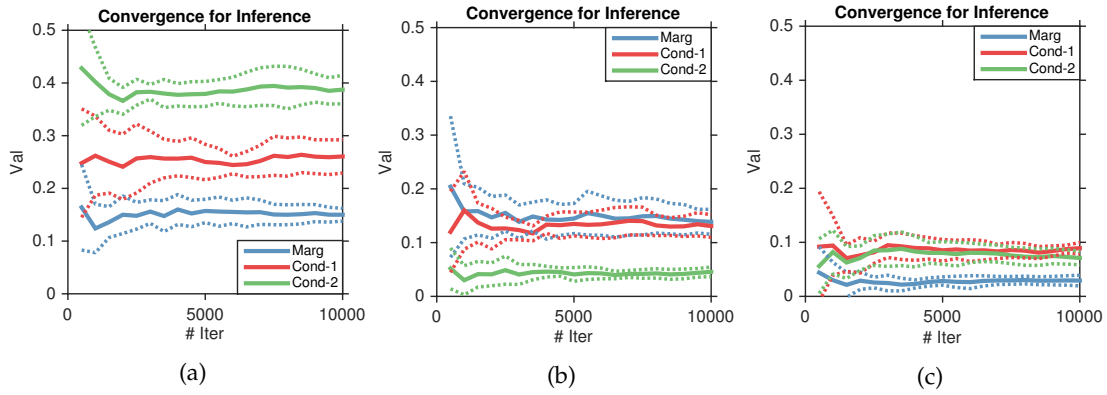 Convergence for Inference
0.5
0.4
0.3
0.2
0.1
0
Val
Marg
Cond-1
Cond-2
0
5000
10000
# Iter
(a)
Convergence for Inference
0.5
0.4
0.3
0.2
0.1
0
Val
Marg
Cond-1
Cond-2
0
5000
10000
# Iter
(b)
Convergence for Inference
0.5
0.4
0.3
0.2
0.1
0
Val
Marg
Cond-1
Cond-2
0
5000
10000
# Iter
(c)